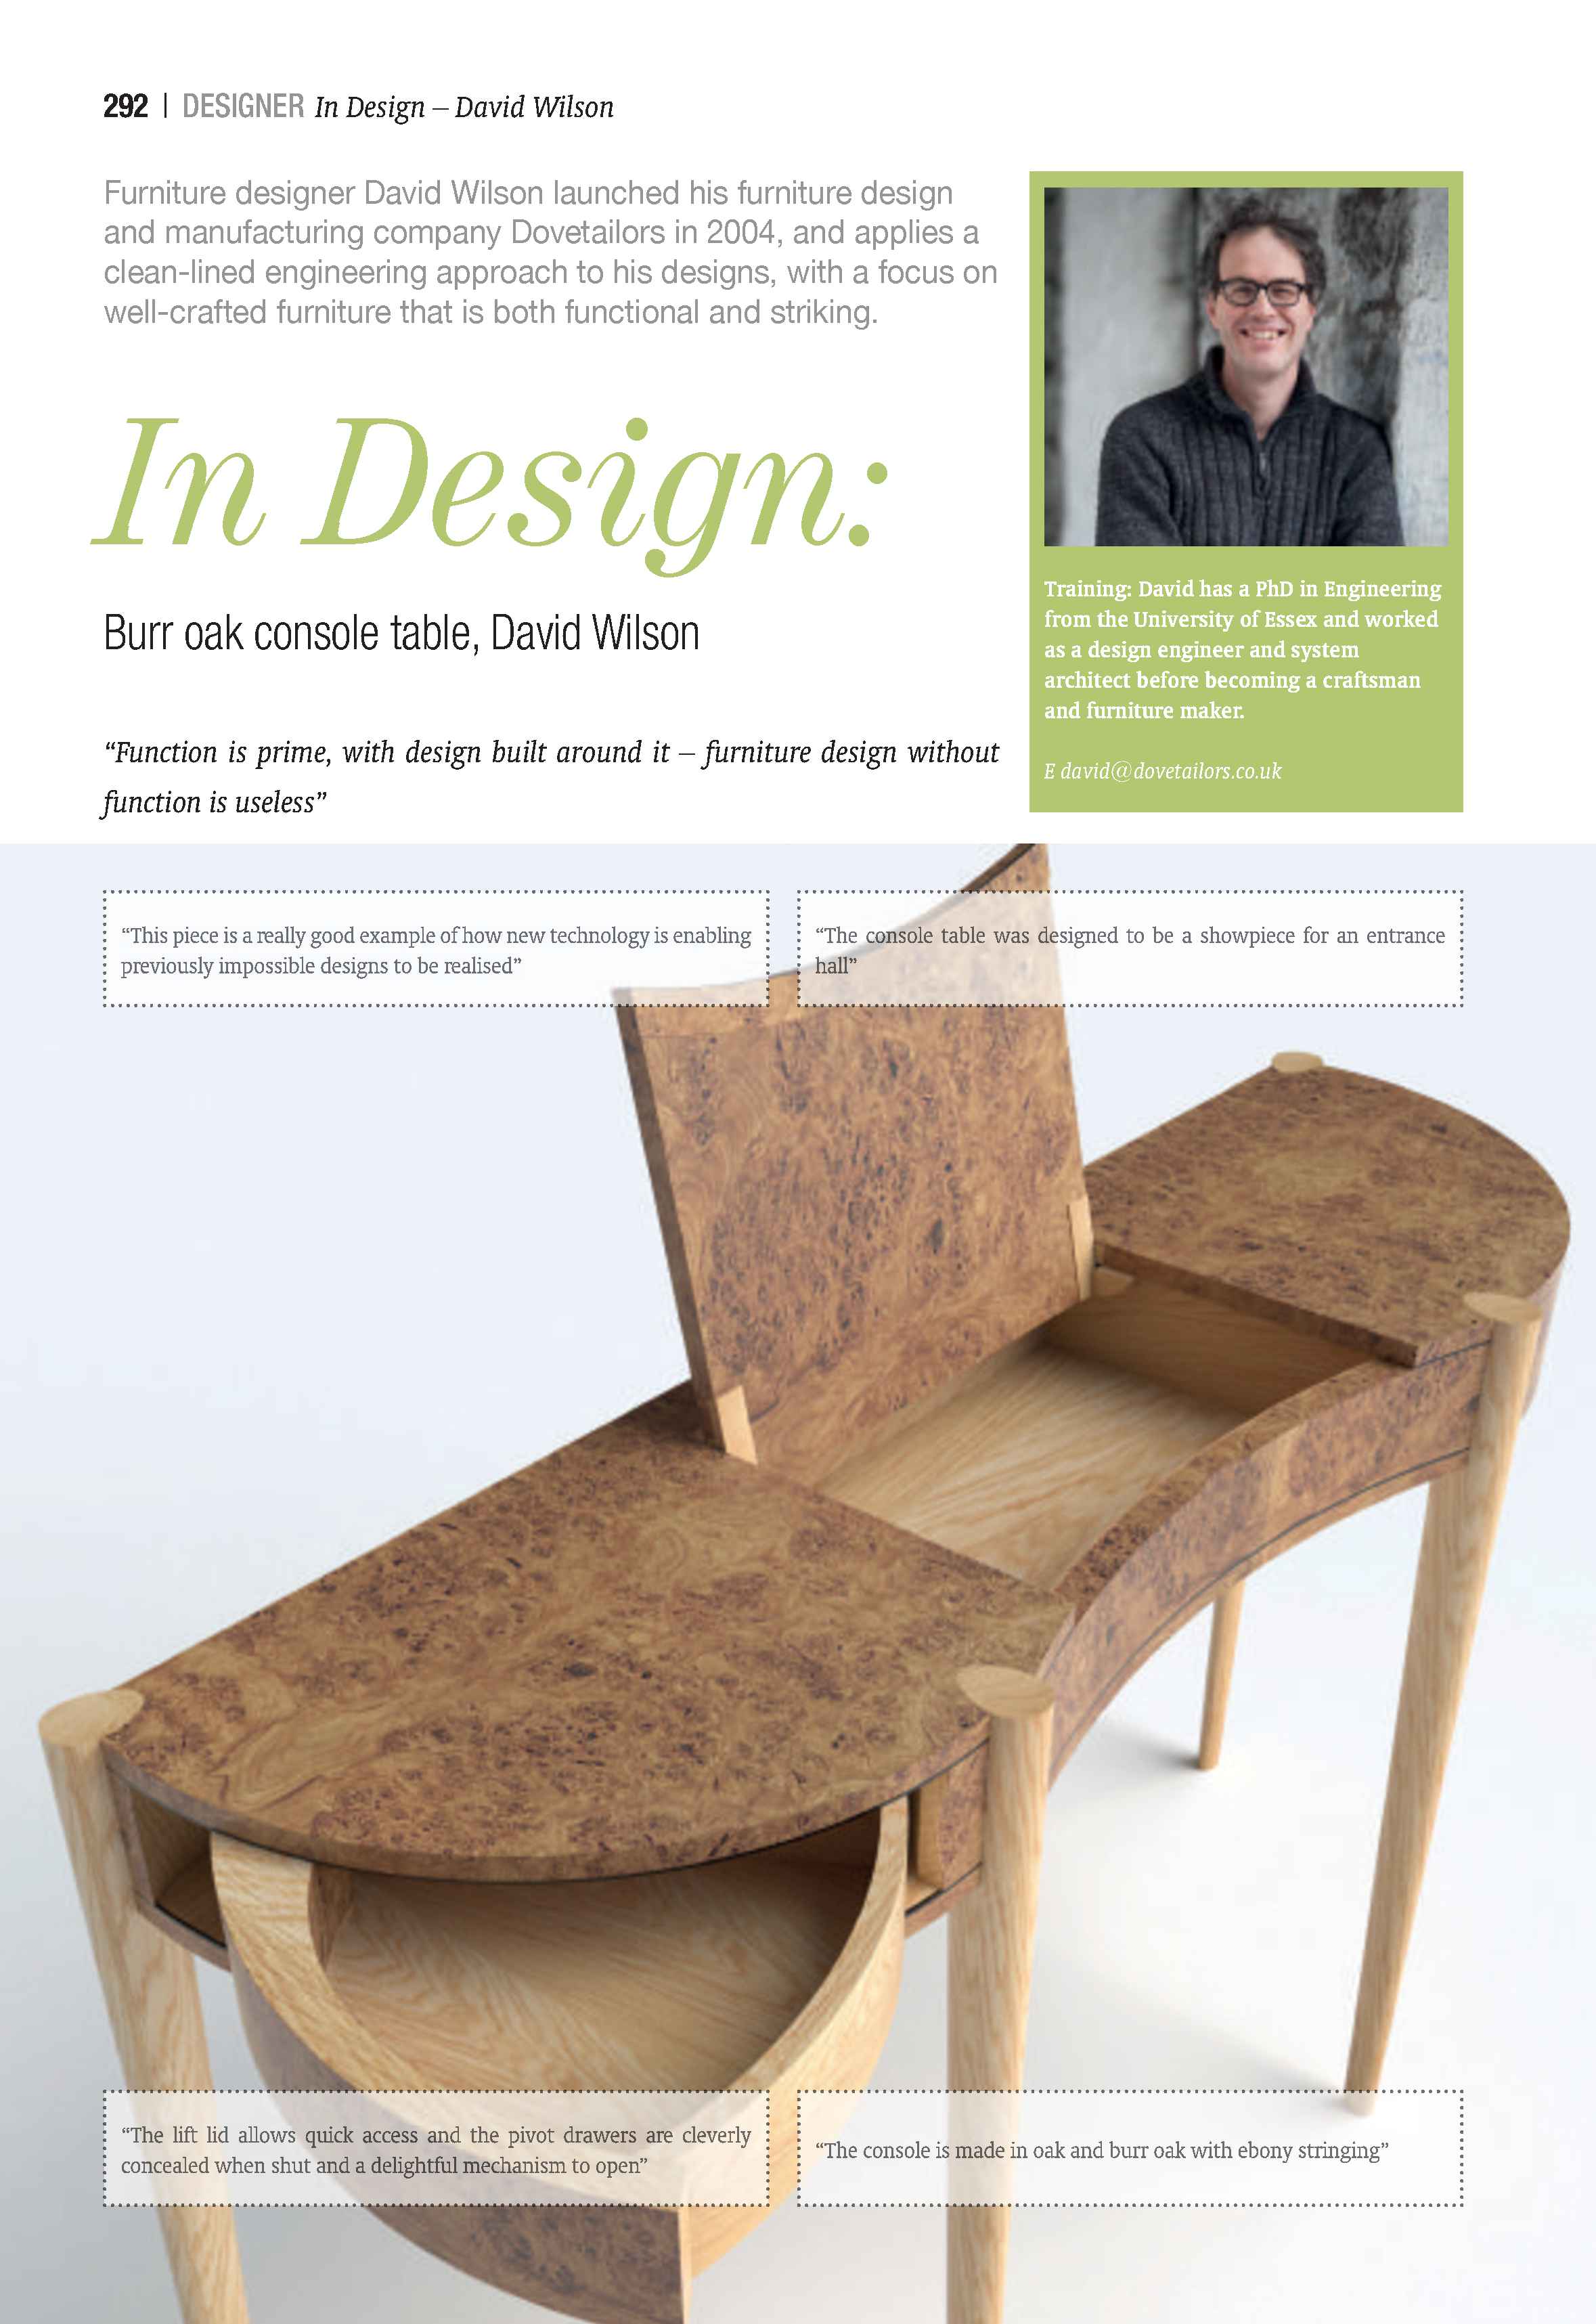 292 | DESIGNER In Design – David Wilson
Furniture designer David Wilson launched his furniture design
and manufacturing company Dovetailors in 2004, and applies a
clean-lined engineering approach to his designs, with a focus on
well-crafted furniture that is both functional and striking.
In Design:
Burr oak console table, David Wilson
“Function is prime, with design built around it – furniture design without
function is useless”
Training: David has a PhD in Engineering
from the University of Essex and worked
as a design engineer and system
architect before becoming a craftsman
and furniture maker.
E david@dovetailors.co.uk
“This piece is a really good example of how new technology is enabling
previously impossible designs to be realised”
“The console table was designed to be a showpiece for an entrance
hall”
“The lift lid allows quick access and the pivot drawers are cleverly
concealed when shut and a delightful mechanism to open”
“The console is made in oak and burr oak with ebony stringing”